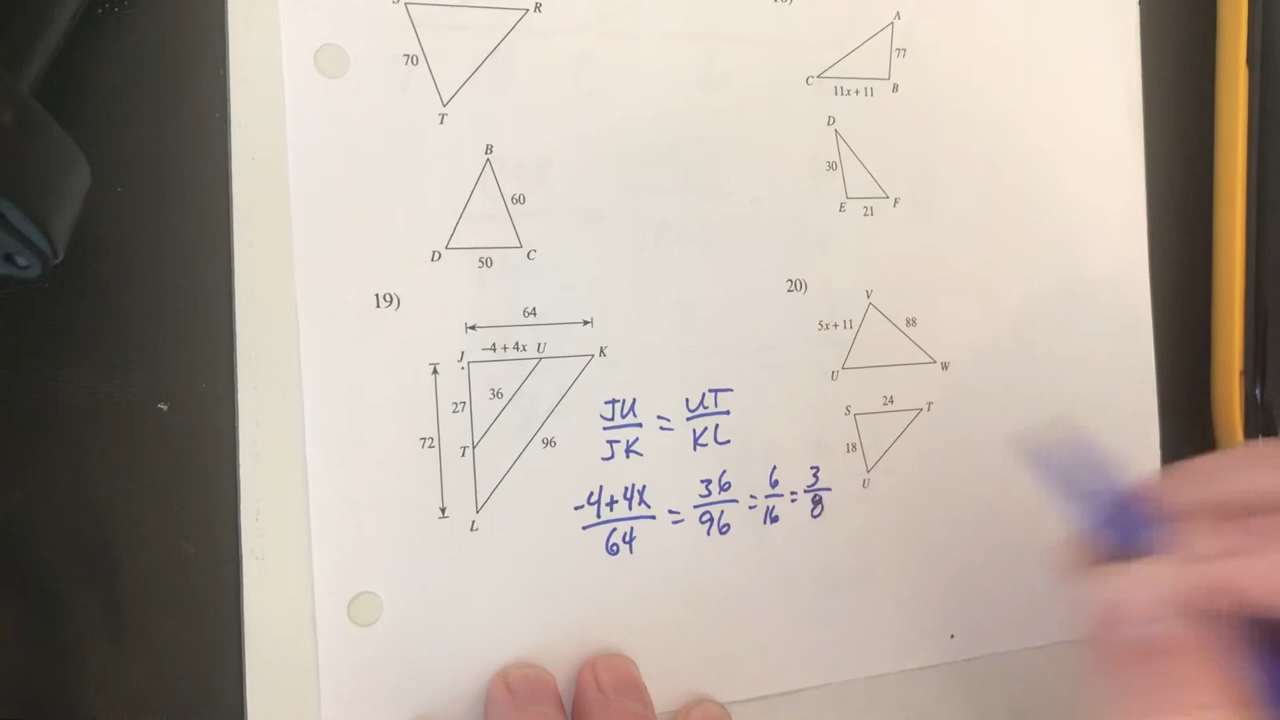 R
70
T
B
60
D
C
50
A
77
C
B
11x + 11
D
30
E
F
21
19)
64
J
–4 + 4x
U
K
27
36
72
T
96
L
JU/JK = UT/KL
-4+4x/64 = 36/96 = 6/16 = 3/8
20)
V
5x + 11
88
U
W
24
S
T
18
U